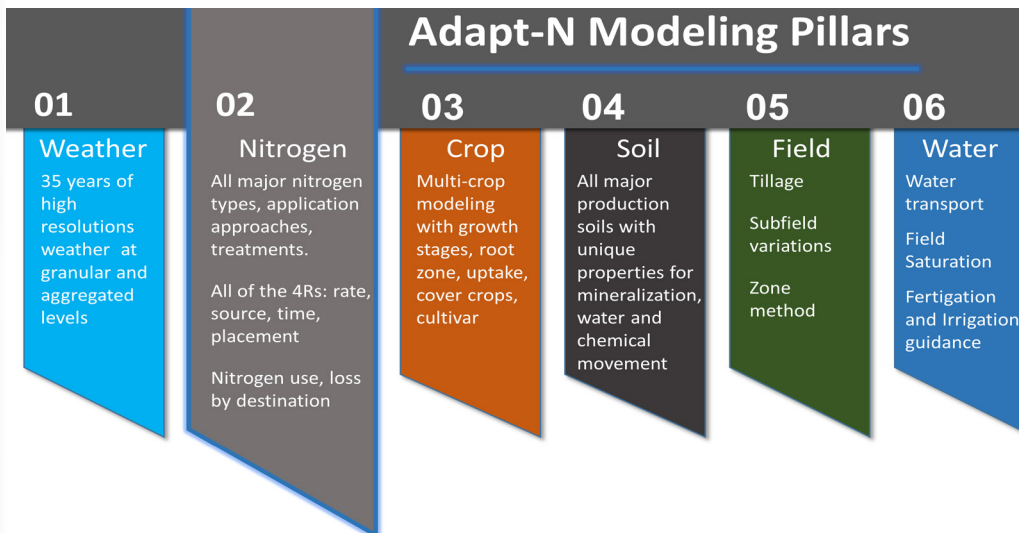 Adapt-N Modeling Pillars
01
Weather
35 years of
high
resolutions
weather at
granular and
aggregated
levels
02
Nitrogen
All major nitrogen
types, application
approaches,
treatments.
All of the 4Rs: rate,
source, time,
placement
Nitrogen use, loss
by destination
03
Crop
Multi-crop
modeling
with growth
stages, root
zone, uptake,
cover crops,
cultivar
04
Soil
All major
production
soils with
unique
properties for
mineralization,
water and
chemical
movement
05
Field
Tillage
Subfield
variations
Zone
method
06
Water
Water
transport
Field
Saturation
Fertigation
and Irrigation
guidance